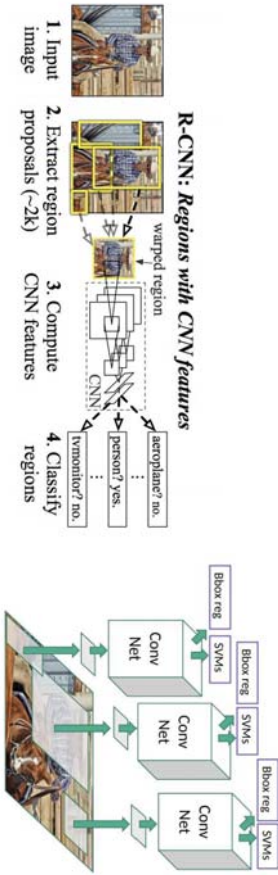 R-CNN: Regions with CNN features
warped region
aeroplane? no.
person? yes.
tvmonitor? no.
CNN
1. Input
image
2. Extract region
proposals (~2k)
3. Compute
CNN features
4. Classify
regions
Bbox reg
SVMs
Bbox reg
SVMs
Bbox reg
SVMs
Conv
Net
Conv
Net
Conv
Net